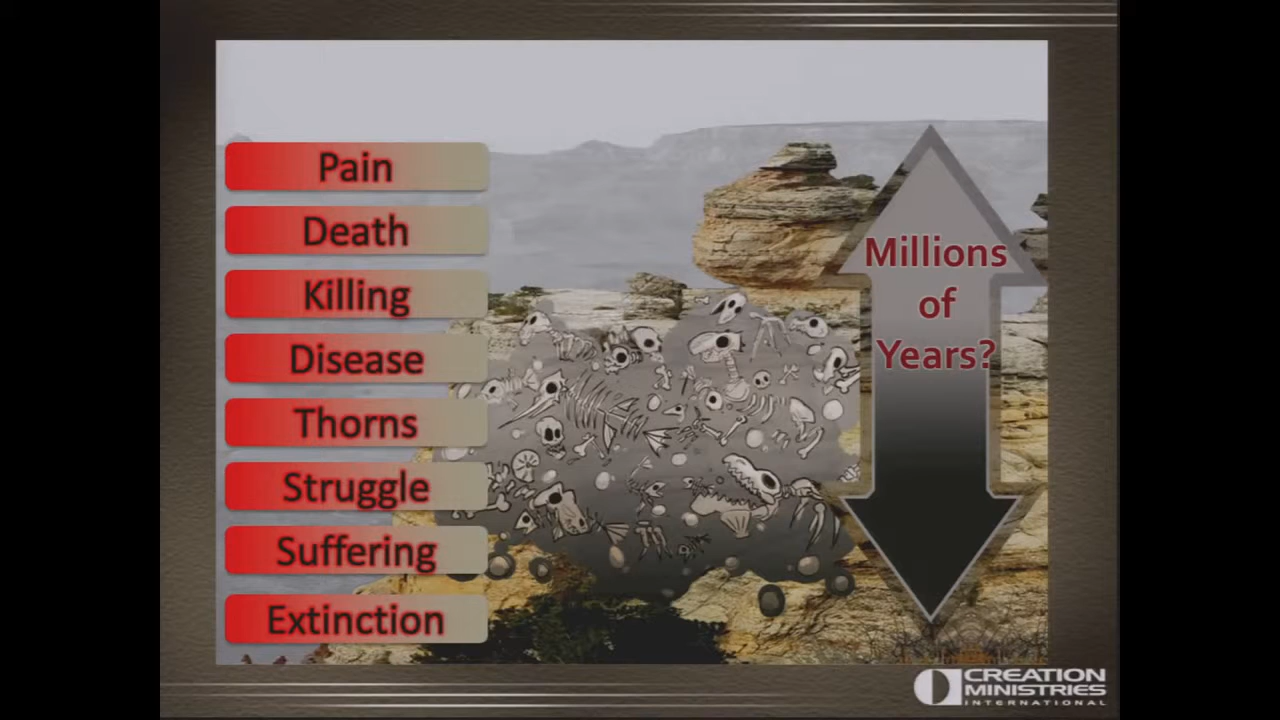 Pain
Death
Killing
Disease
Thorns
Struggle
Suffering
Extinction
Millions
of
Years?
CREATION
MINISTRIES
INTERNATIONAL